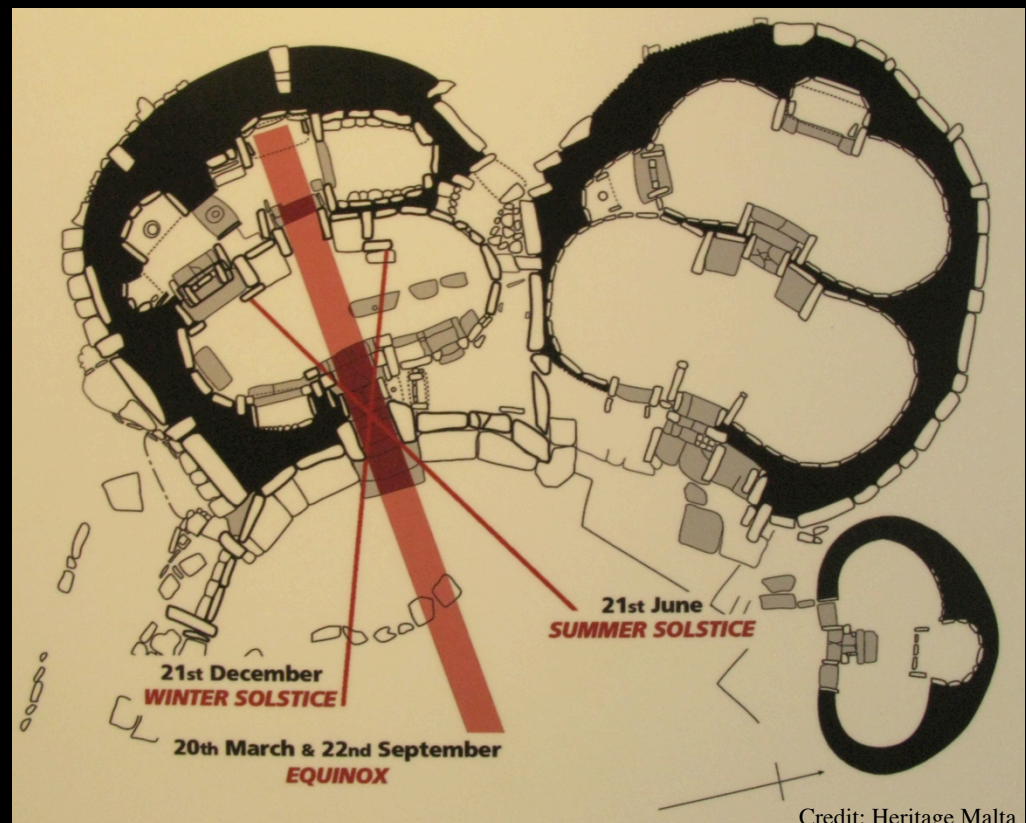 21st June
SUMMER SOLSTICE
21st December
WINTER SOLSTICE
20th March & 22nd September
EQUINOX
Credit: Heritage Malta